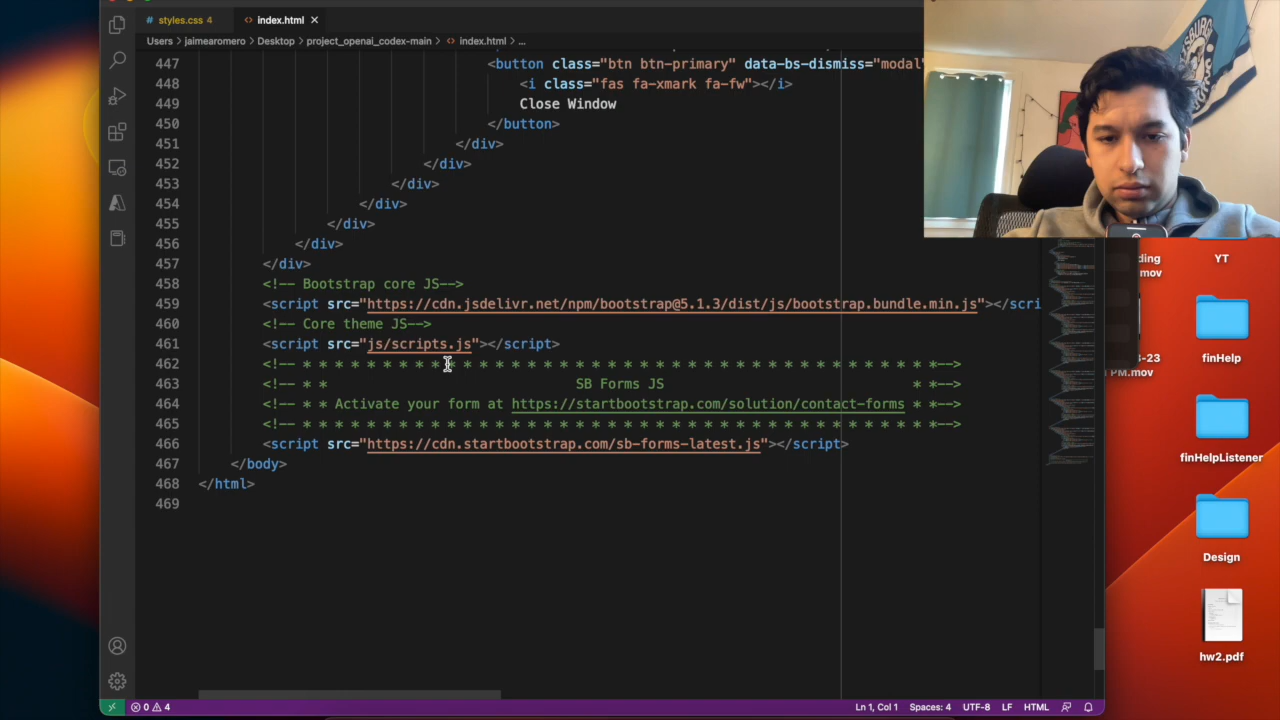 styles.css 4
index.html
Users > jaimearomero > Desktop > project_openai_codex-main > index.html > ...
447 <button class="btn btn-primary" data-bs-dismiss="modal"
448 <i class="fas fa-xmark fa-fw"></i>
449 Close Window
450 </button>
451 </div>
452 </div>
453 </div>
454 </div>
455 </div>
456 </div>
457 </div>
458 <!-- Bootstrap core JS-->
459 <script src="https://cdn.jsdelivr.net/npm/bootstrap@5.1.3/dist/js/bootstrap.bundle.min.js"></scri
460 <!-- Core theme JS-->
461 <script src="js/scripts.js"></script>
462 <!-- * * * * * * * * * * * * * * * * * * * * * * * * * * * * * * * * * * * * * * * *-->
463 <!-- * * SB Forms JS * *-->
464 <!-- * * Activate your form at https://startbootstrap.com/solution/contact-forms * *-->
465 <!-- * * * * * * * * * * * * * * * * * * * * * * * * * * * * * * * * * * * * * * * *-->
466 <script src="https://cdn.startbootstrap.com/sb-forms-latest.js"></script>
467 </body>
468 </html>
469
ding
.mov
YT
3-23
PM.mov
finHelp
finHelpListener
Design
hw2.pdf
0 4
Ln 1, Col 1
Spaces: 4
UTF-8
LF
HTML